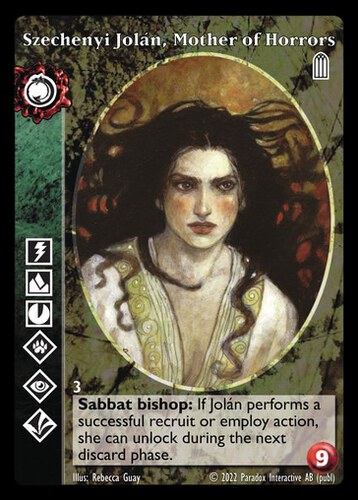 Szechenyi Jolán, Mother of Horrors
3
Sabbat bishop: If Jolán performs a
successful recruit or employ action,
she can unlock during the next
discard phase.
9
Illus: Rebecca Guay © 2022 Paradox Interactive AB (publ)